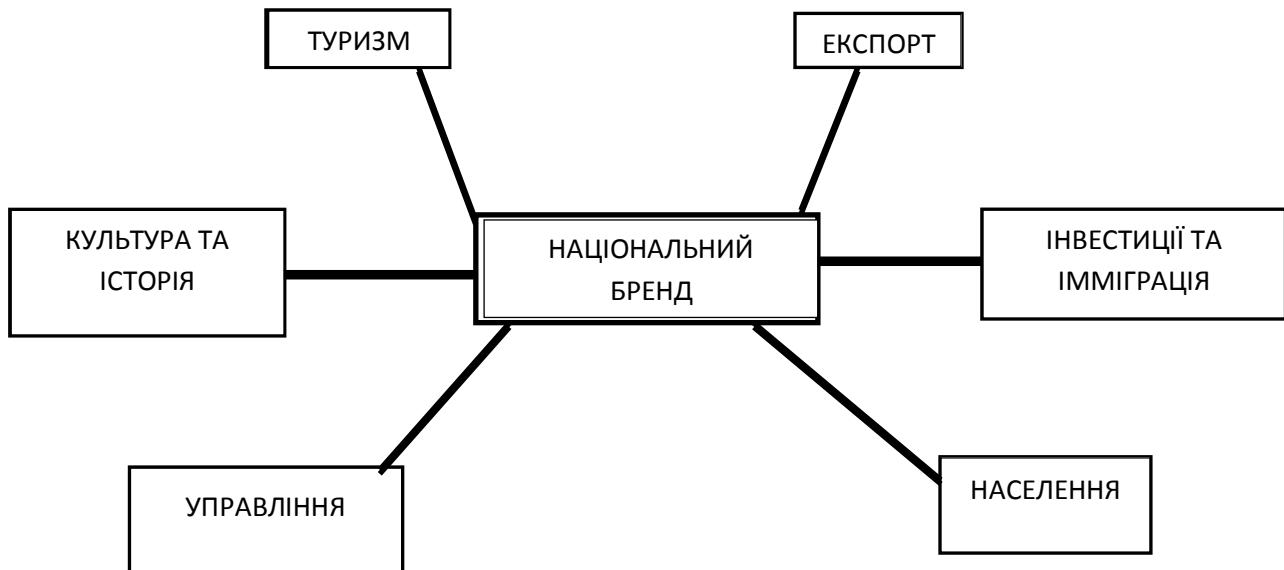 ТУРИЗМ
ЕКСПОРТ
КУЛЬТУРА ТА
ІСТОРІЯ
НАЦІОНАЛЬНИЙ
БРЕНД
ІНВЕСТИЦІЇ ТА
ІММІГРАЦІЯ
УПРАВЛІННЯ
НАСЕЛЕННЯ